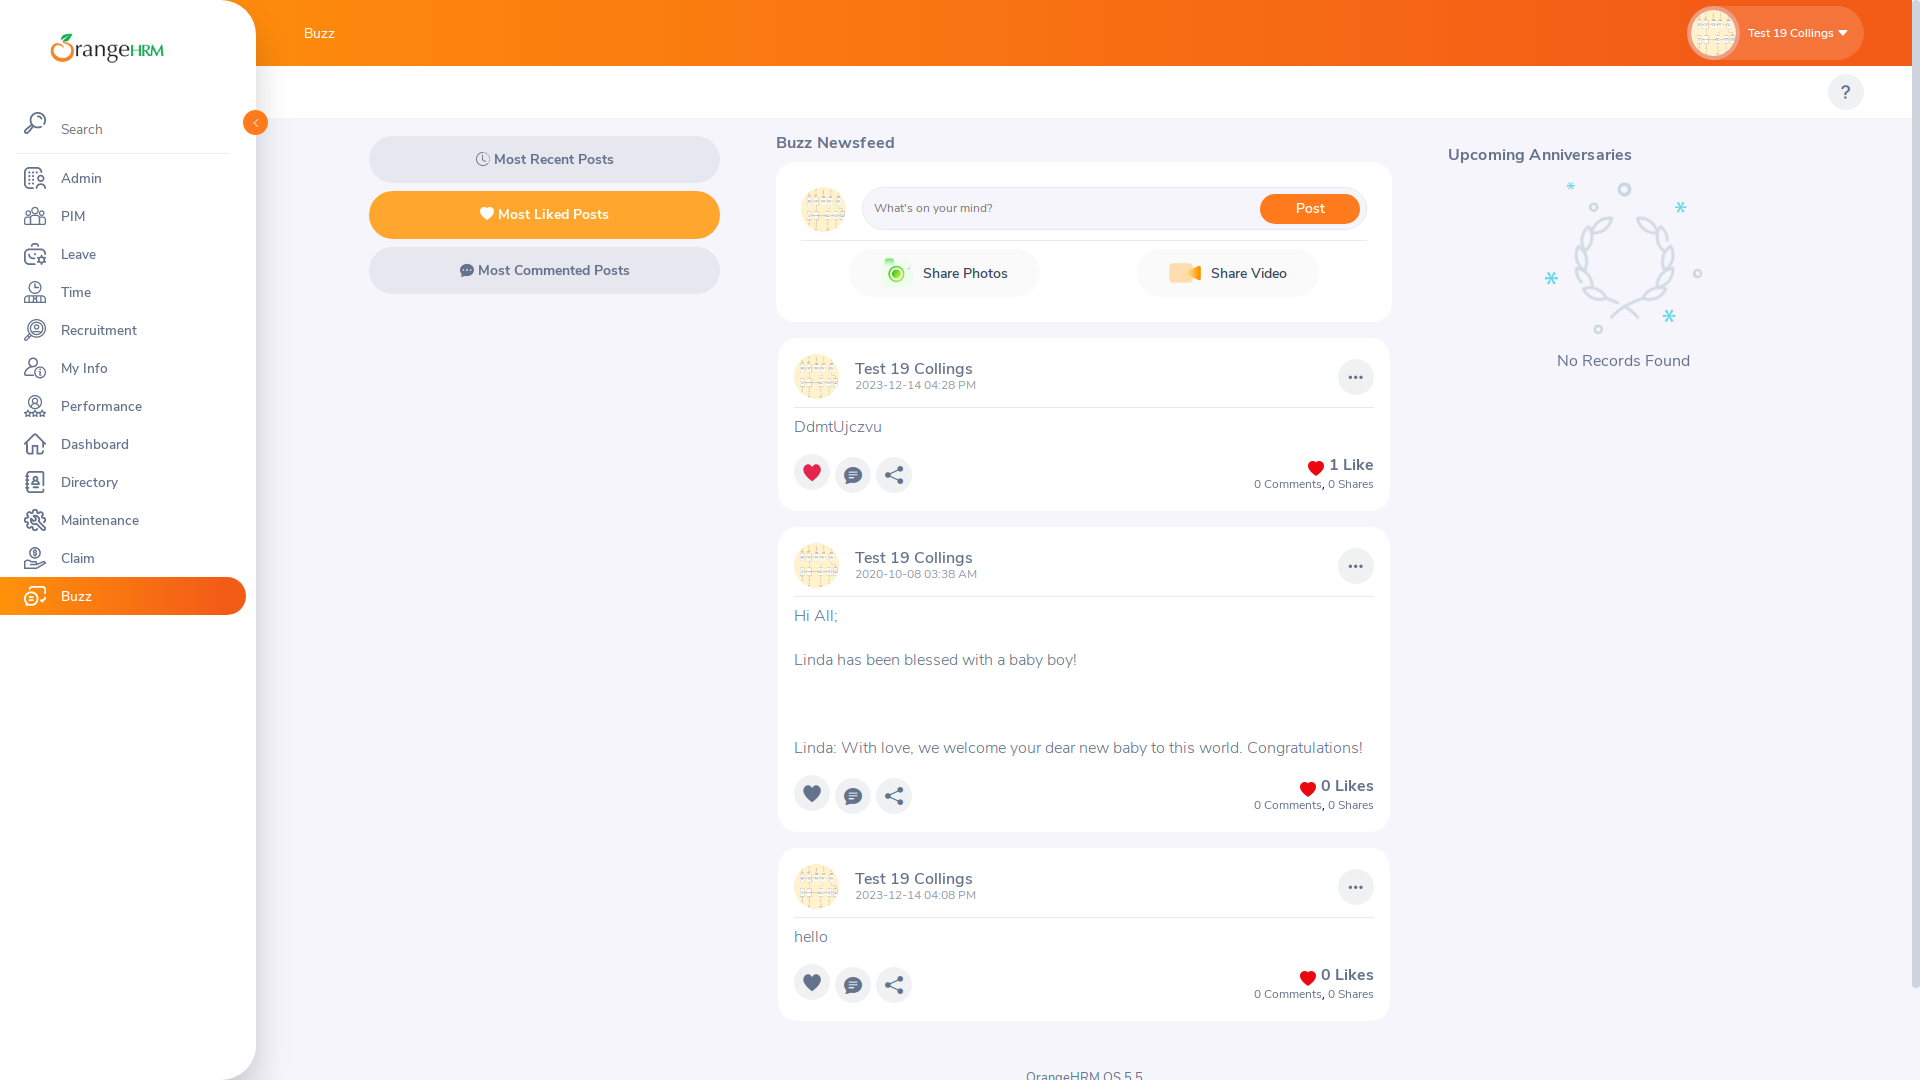 OrangeHRM
Search
Admin
PIM
Leave
Time
Recruitment
My Info
Performance
Dashboard
Directory
Maintenance
Claim
Buzz
Buzz
Test 19 Collings
?
Most Recent Posts
Most Liked Posts
Most Commented Posts
Buzz Newsfeed
What's on your mind?
Post
Share Photos
Share Video
Test 19 Collings
2023-12-14 04:28 PM
DdmtUjczvu
1 Like
0 Comments, 0 Shares
Test 19 Collings
2020-10-08 03:38 AM
Hi All;
Linda has been blessed with a baby boy!
Linda: With love, we welcome your dear new baby to this world. Congratulations!
0 Likes
0 Comments, 0 Shares
Test 19 Collings
2023-12-14 04:08 PM
hello
0 Likes
0 Comments, 0 Shares
Upcoming Anniversaries
No Records Found
OrangeHRM OS 5.5